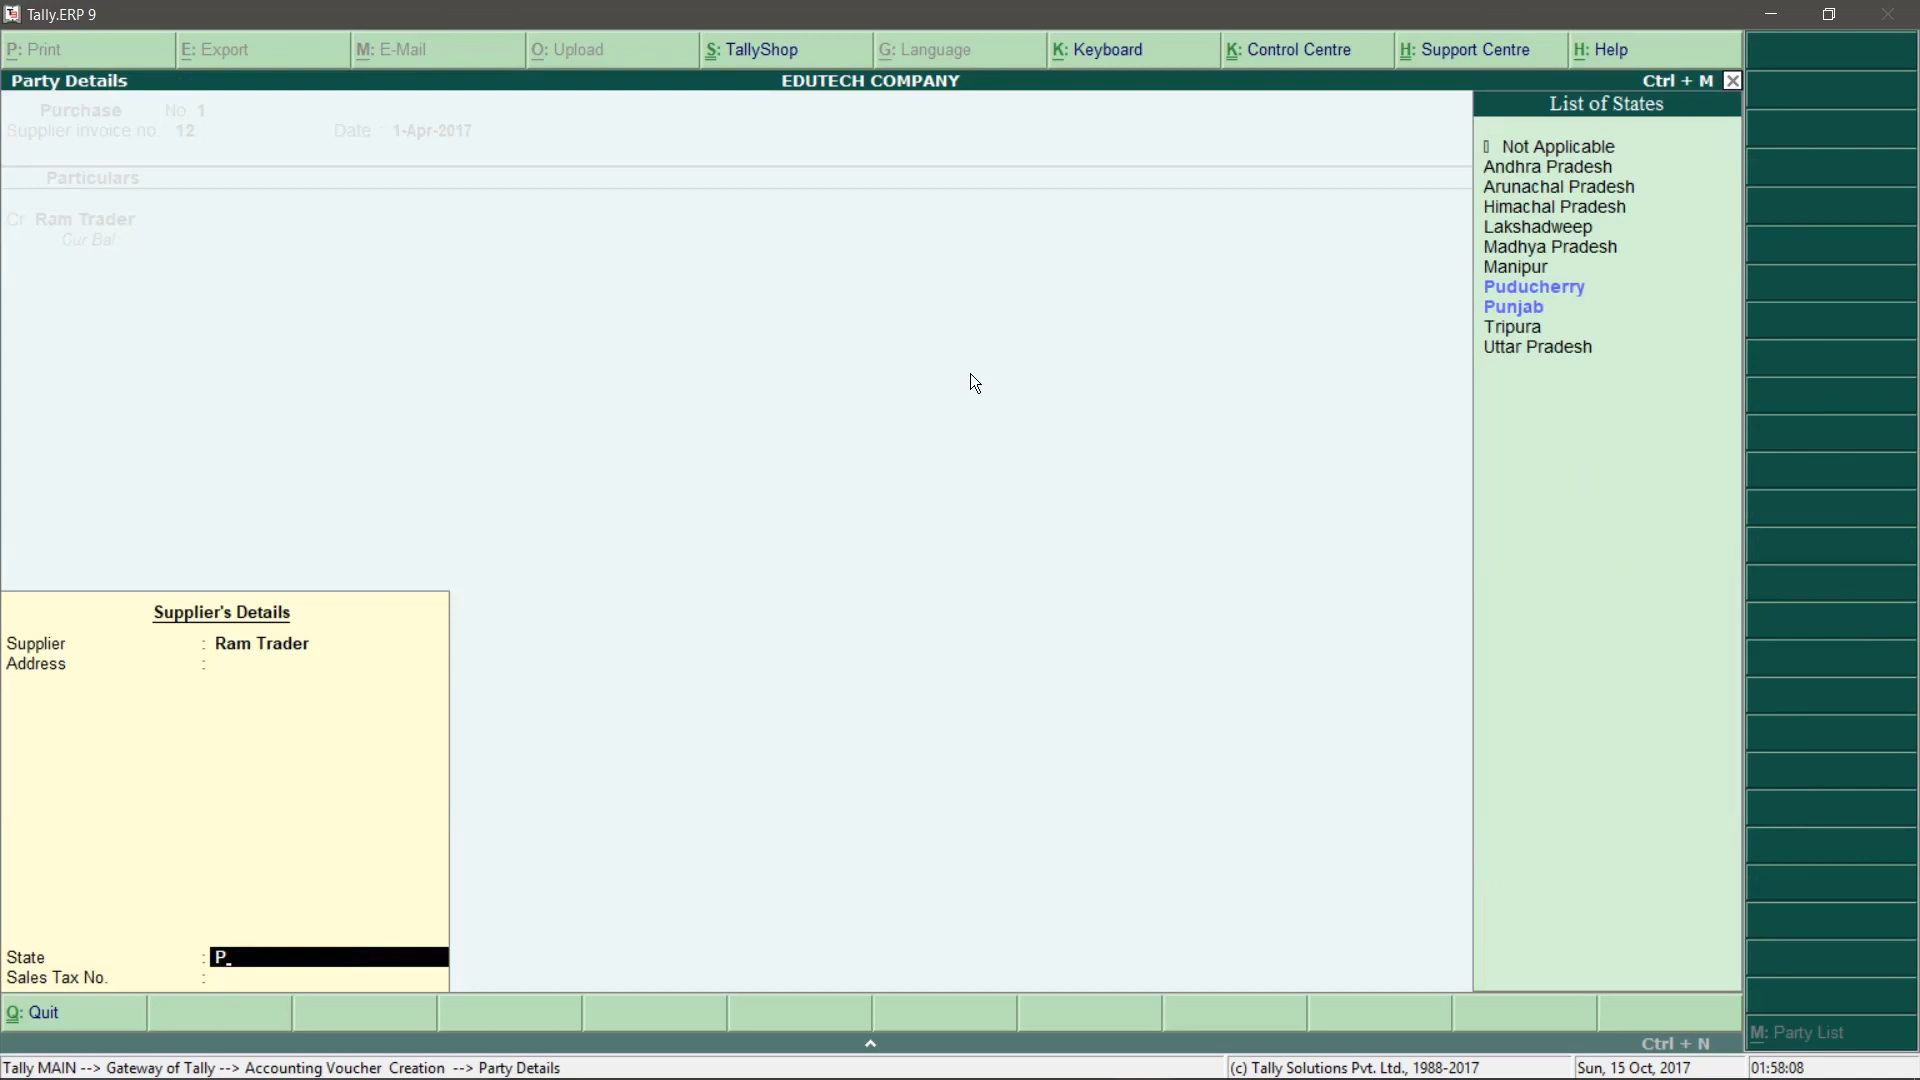 Tally.ERP 9
P: Print E: Export M: E-Mail O: Upload S: TallyShop G: Language K: Keyboard K: Control Centre H: Support Centre H: Help
Party Details EDUTECH COMPANY Ctrl + M
Purchase No. 1
Supplier invoice no. 12 Date 1-Apr-2017
Particulars
Cr Ram Trader
Cur Bal
List of States
Not Applicable
Andhra Pradesh
Arunachal Pradesh
Himachal Pradesh
Lakshadweep
Madhya Pradesh
Manipur
Puducherry
Punjab
Tripura
Uttar Pradesh
Supplier's Details
Supplier : Ram Trader
Address :
State : P
Sales Tax No. :
Q: Quit
M: Party List
Ctrl + N
Tally MAIN --> Gateway of Tally --> Accounting Voucher Creation --> Party Details (c) Tally Solutions Pvt. Ltd., 1988-2017 Sun, 15 Oct, 2017 01:58:08